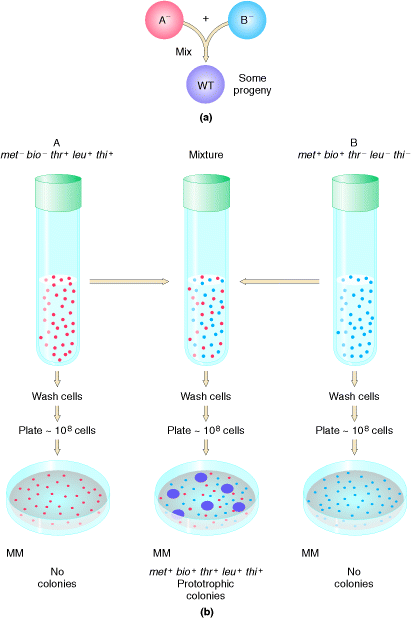 A⁻ + B⁻
Mix
WT
Some
progeny
(a)
A
met⁻ bio⁻ thr⁺ leu⁺ thi⁺
Mixture
B
met⁺ bio⁺ thr⁻ leu⁻ thi⁻
Wash cells
Wash cells
Wash cells
Plate ~ 10⁸ cells
Plate ~ 10⁸ cells
Plate ~ 10⁸ cells
MM
MM
MM
No
colonies
met⁺ bio⁺ thr⁺ leu⁺ thi⁺
Prototrophic
colonies
No
colonies
(b)